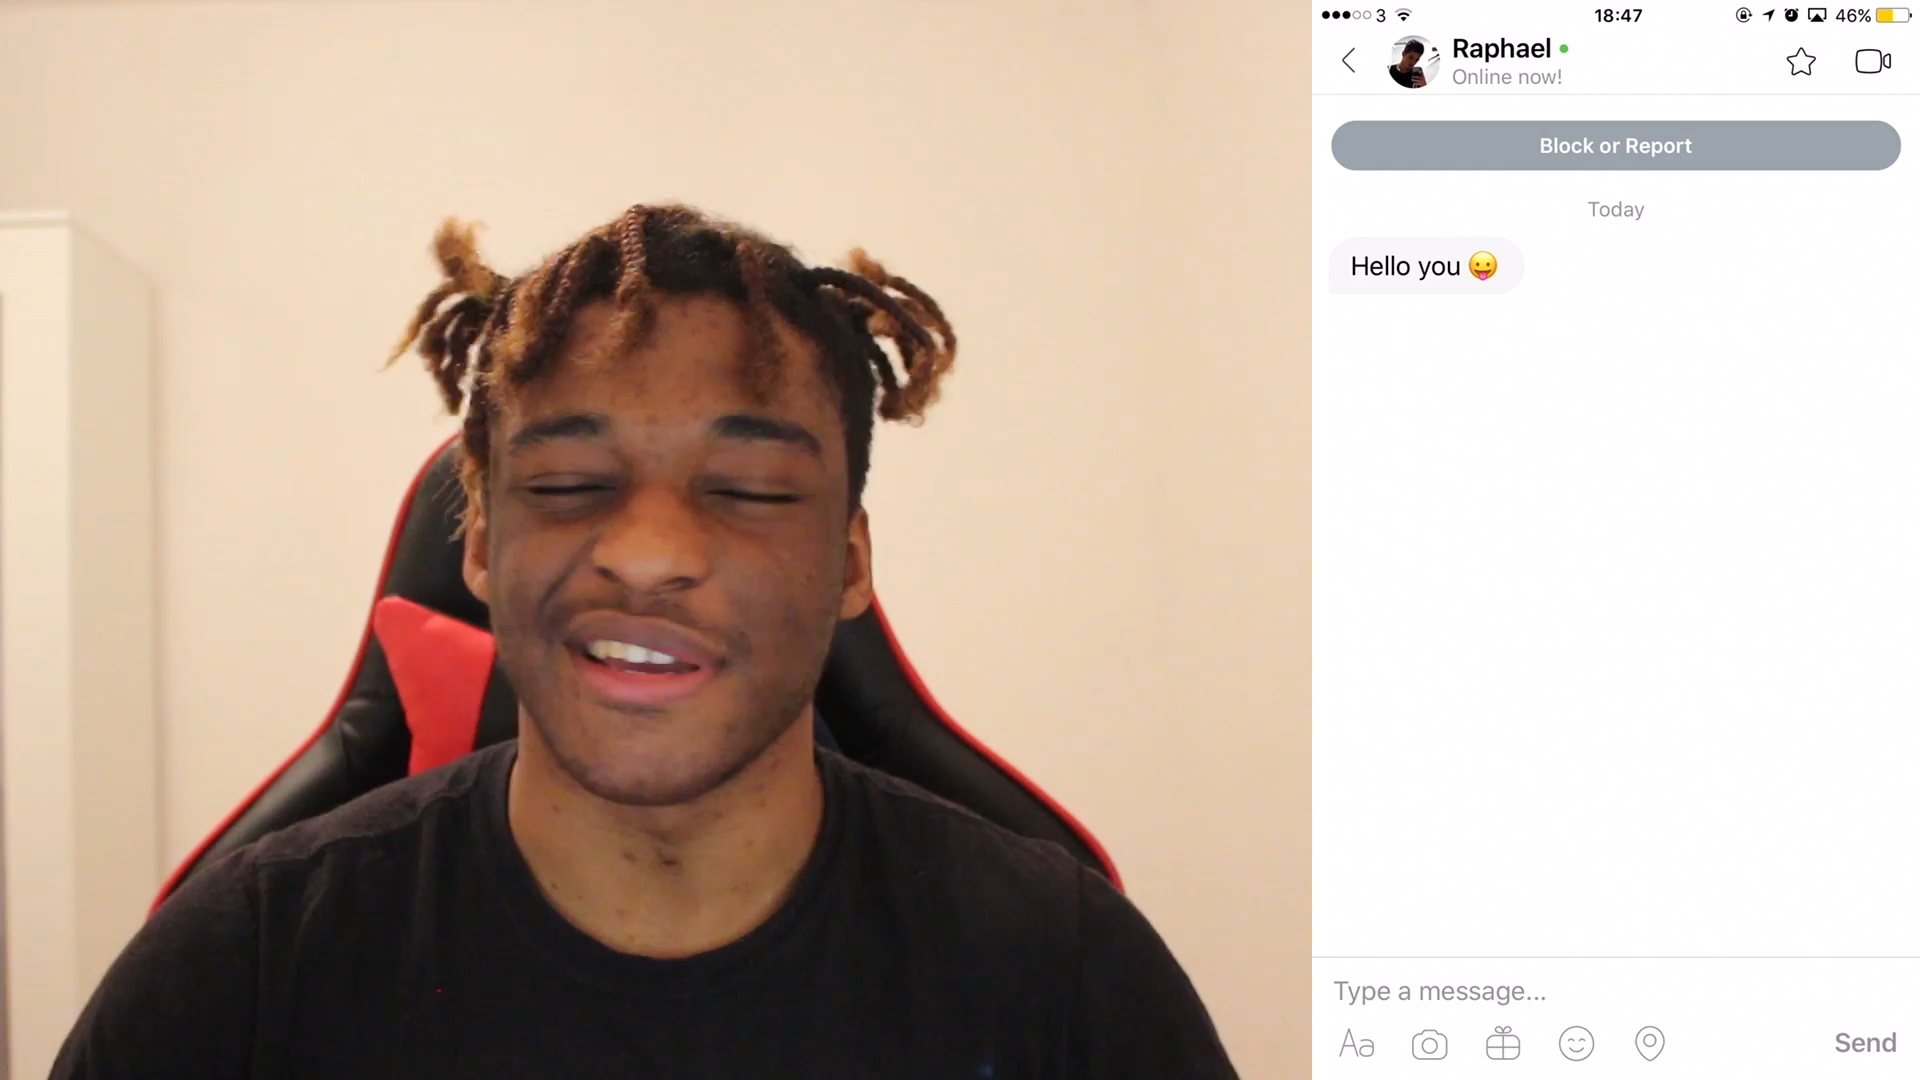 3 18:47 46%
Raphael
Online now!
Block or Report
Today
Hello you 😛
Type a message...
Aa
Send